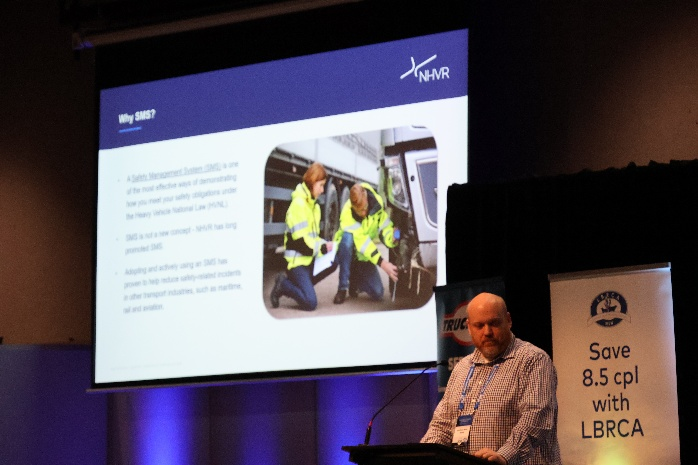 NHVR
Why SMS?
A Safety Management System (SMS) is one
of the most effective ways of demonstrating
how you meet your safety obligations under
the Heavy Vehicle National Law (HVNL).
SMS is not a new concept - NHVR has long
promoted SMS.
Adopting and actively using an SMS has
proven to help reduce safety-related incidents
in other transport industries, such as maritime,
rail and aviation.
TRUC
LBRCA
Save
8.5 cpl
with
LBRCA